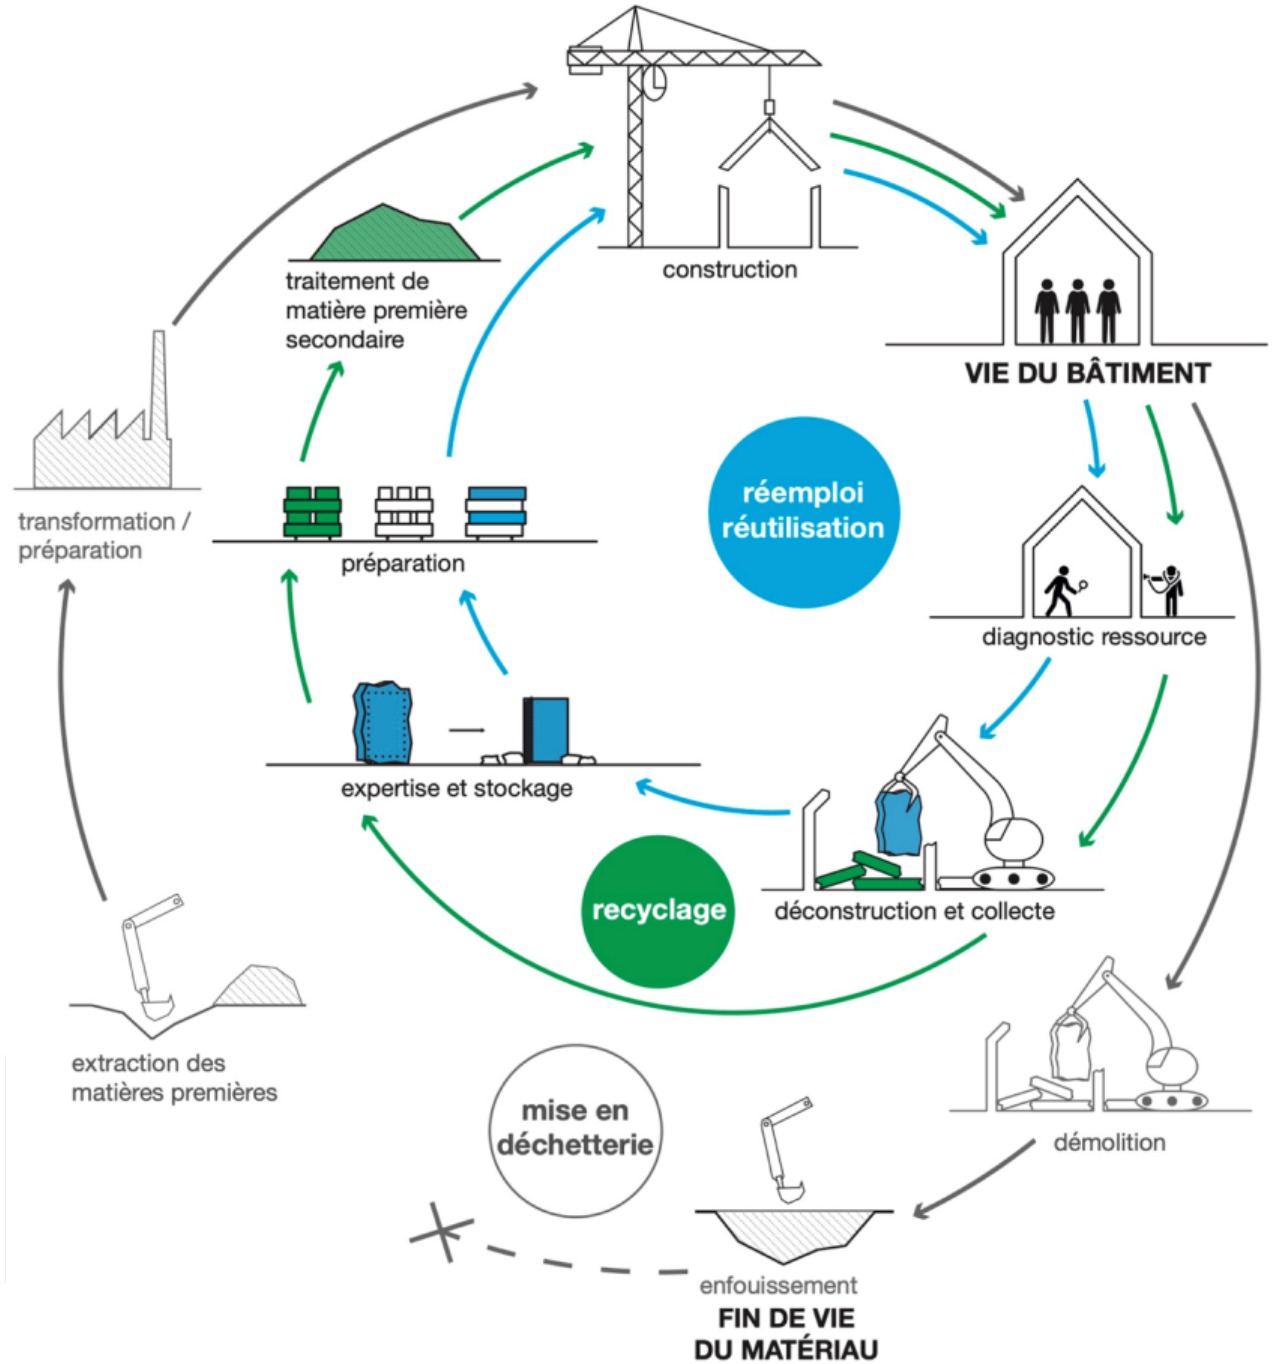 construction
traitement de
matière première
secondaire
VIE DU BÂTIMENT
transformation /
préparation
préparation
réemploi
réutilisation
diagnostic ressource
expertise et stockage
recyclage
déconstruction et collecte
extraction des
matières premières
mise en
déchetterie
démolition
enfouissement
FIN DE VIE
DU MATÉRIAU